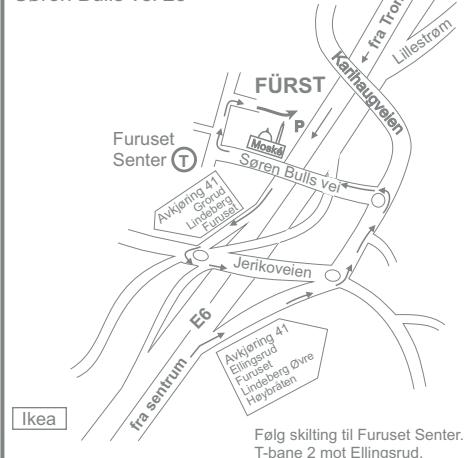 Søren Bulls vei 25
fra Tron
Lillestrøm
Karihaugveien
FÜRST
P
Moské
Furuset
Senter T
Søren Bulls vei
Avkjøring 41
Grorud
Lindeberg
Furuset
Jerikoveien
E6
Avkjøring 41
Ellingsrud
Furuset
Lindeberg Øvre
Høybråten
fra sentrum
Ikea
Følg skilting til Furuset Senter.
T-bane 2 mot Ellingsrud.